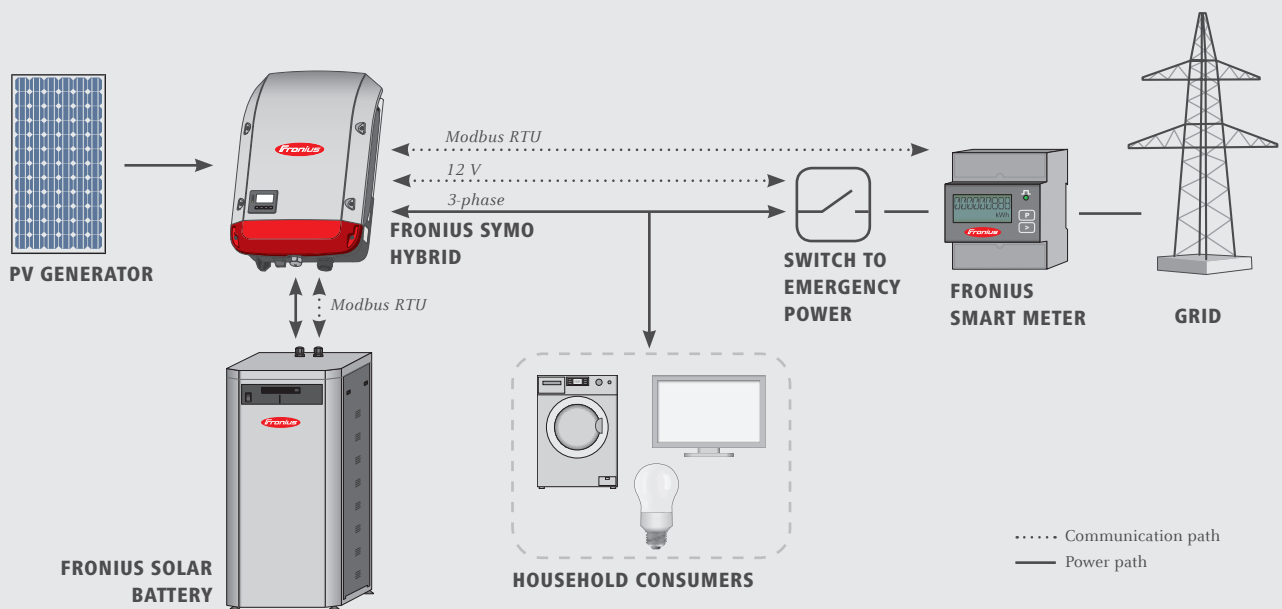 Fronius
Modbus RTU
12 V
3-phase
FRONIUS SYMO
HYBRID
PV GENERATOR
Modbus RTU
SWITCH TO
EMERGENCY
POWER
kWh
P
>
Fronius
FRONIUS
SMART METER
GRID
Fronius
FRONIUS SOLAR
BATTERY
HOUSEHOLD CONSUMERS
Communication path
Power path